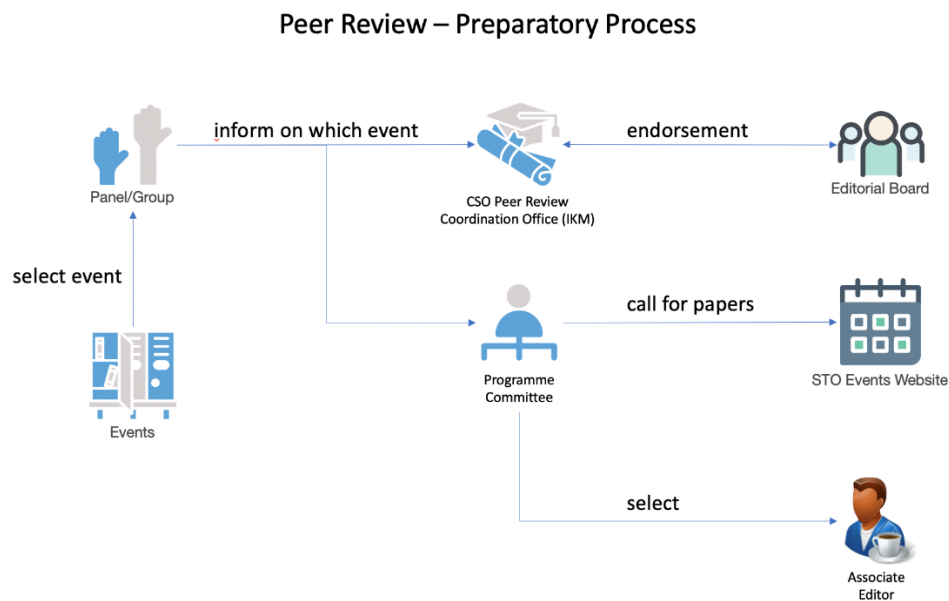 Peer Review – Preparatory Process
inform on which event
endorsement
Panel/Group
CSO Peer Review
Coordination Office (IKM)
Editorial Board
select event
call for papers
Events
Programme
Committee
STO Events Website
select
Associate
Editor